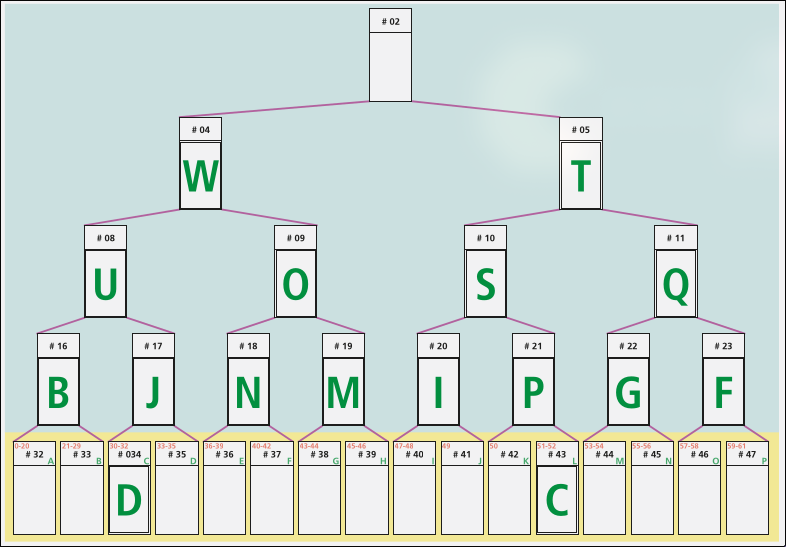 # 02
# 04 # 05
W T
# 08 # 09 # 10 # 11
U O S Q
# 16 # 17 # 18 # 19 # 20 # 21 # 22 # 23
B J N M I P G F
0-20 21-29 30-32 33-35 36-39 40-42 43-44 45-46 47-48 49 50 51-52 53-54 55-56 57-58 59-61
# 32 # 33 # 034 # 35 # 36 # 37 # 38 # 39 # 40 # 41 # 42 # 43 # 44 # 45 # 46 # 47
A B C D E F G H I J K L M N O P
D C